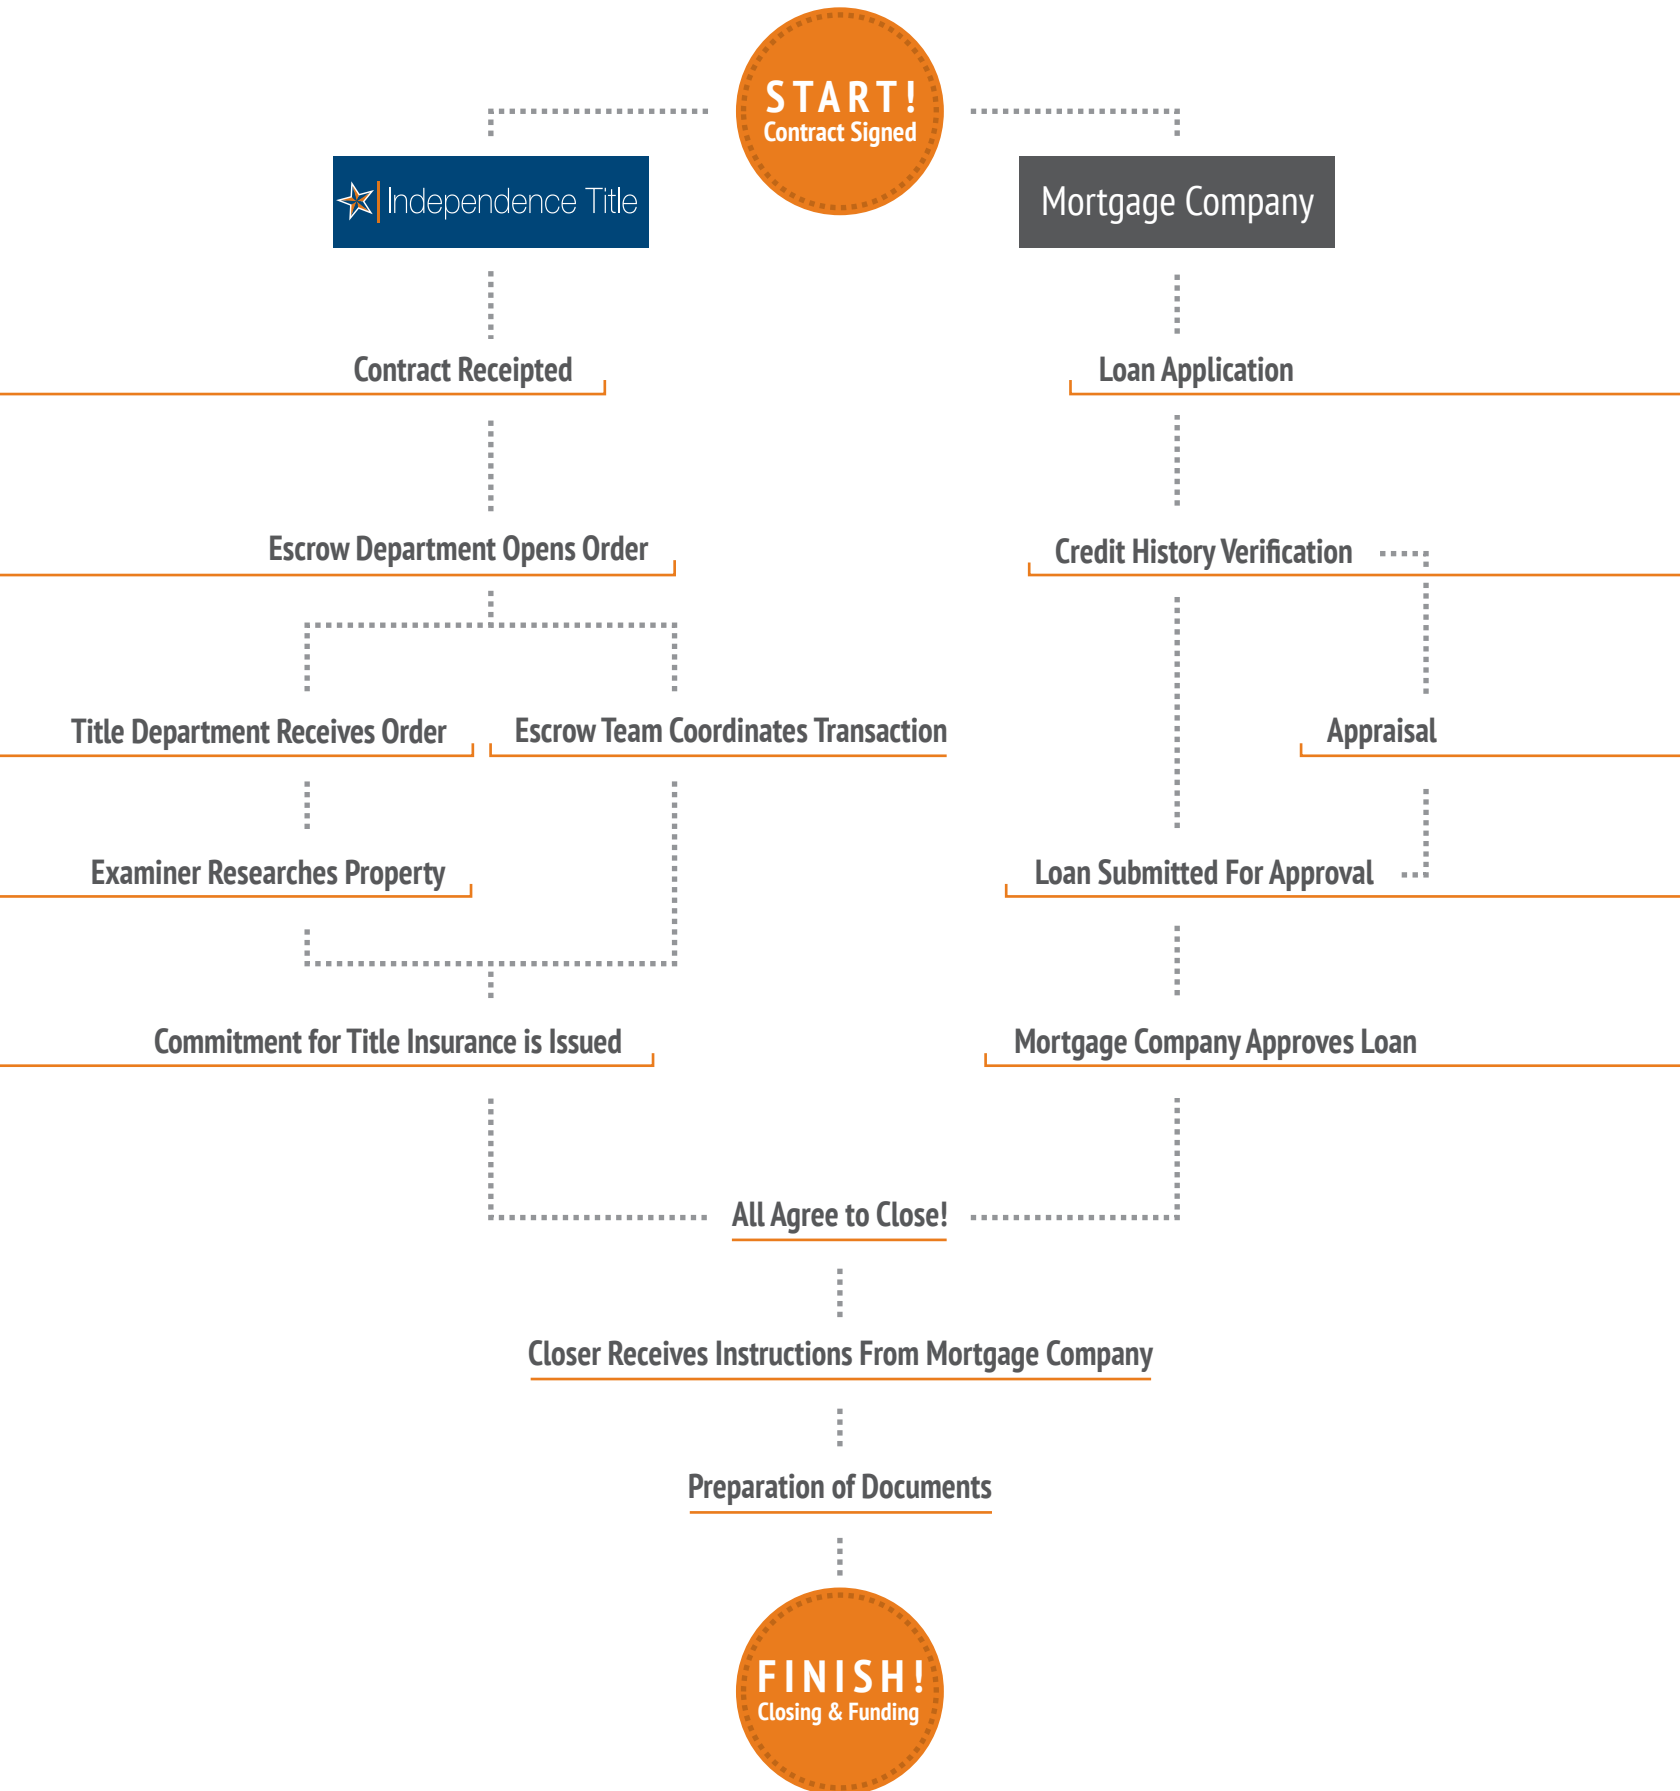 START!
Contract Signed
Independence Title
Mortgage Company
Contract Receipted
Loan Application
Escrow Department Opens Order
Credit History Verification
Title Department Receives Order
Escrow Team Coordinates Transaction
Appraisal
Examiner Researches Property
Loan Submitted For Approval
Commitment for Title Insurance is Issued
Mortgage Company Approves Loan
All Agree to Close!
Closer Receives Instructions From Mortgage Company
Preparation of Documents
FINISH!
Closing & Funding